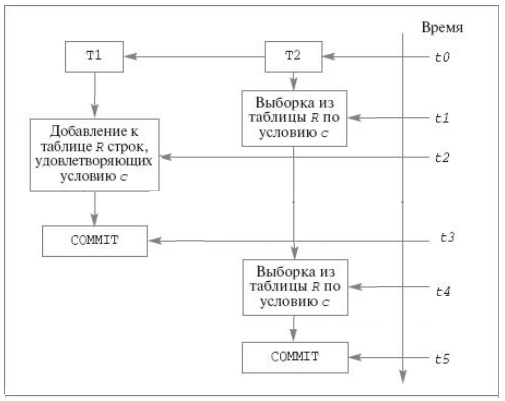 Время
T1
T2
t0
Выборка из
таблицы R по
условию c
t1
Добавление к
таблице R строк,
удовлетворяющих
условию c
t2
COMMIT
t3
Выборка из
таблицы R по
условию c
t4
COMMIT
t5